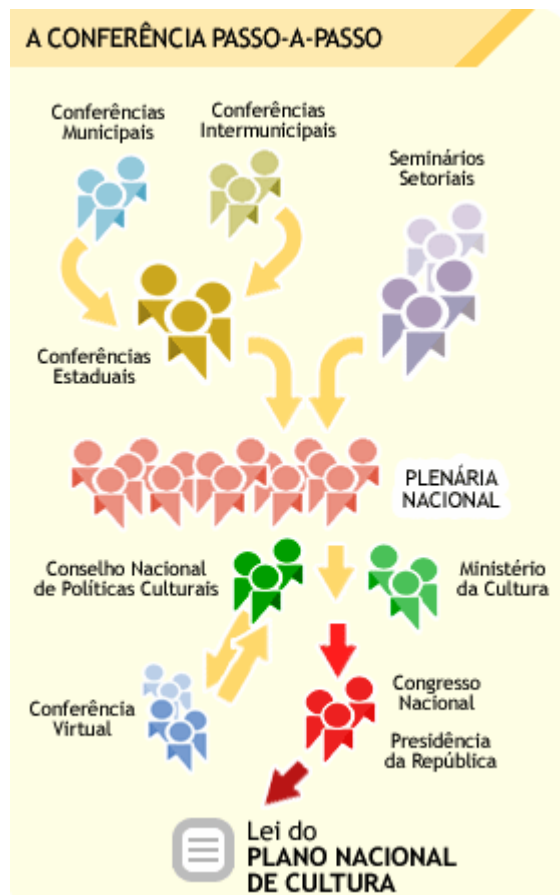 A CONFERÊNCIA PASSO-A-PASSO
Conferências
Municipais
Conferências
Intermunicipais
Seminários
Setoriais
Conferências
Estaduais
PLENÁRIA
NACIONAL
Conselho Nacional
de Políticas Culturais
Ministério
da Cultura
Conferência
Virtual
Congresso
Nacional
Presidência
da República
Lei do
PLANO NACIONAL
DE CULTURA